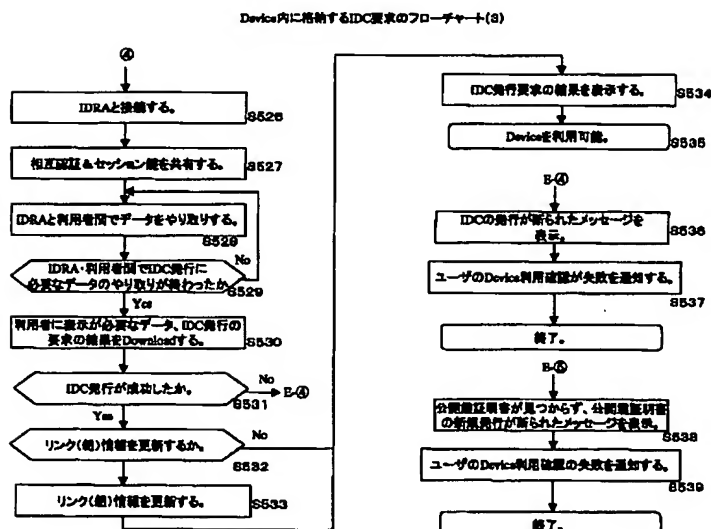 Device内に格納するIDC要求のフローチャート(3)
④
IDRAと接続する。
S526
相互認証&セッション鍵を共有する。
S527
IDRAと利用者間でデータをやり取りする。
S528
IDRA・利用者間でIDC発行に
必要なデータのやり取りが終わったか。
No
S529
Yes
利用者に表示が必要なデータ、IDC発行の
要求の結果をDownloadする。
S530
IDC発行が成功したか。
No
E-④
S531
Yes
リンク(組)情報を更新するか。
No
S532
リンク(組)情報を更新する。
S533
IDC発行要求の結果を表示する。
S534
Deviceを利用可能。
S535
E-④
IDCの発行が断られたメッセージを
表示。
S536
ユーザのDevice利用確認が失敗を通知する。
S537
終了。
E-⑤
公開鍵証明書が見つからず、公開鍵証明書
の新規発行が断られたメッセージを表示。
S538
ユーザのDevice利用確認の失敗を通知する。
S539
終了。